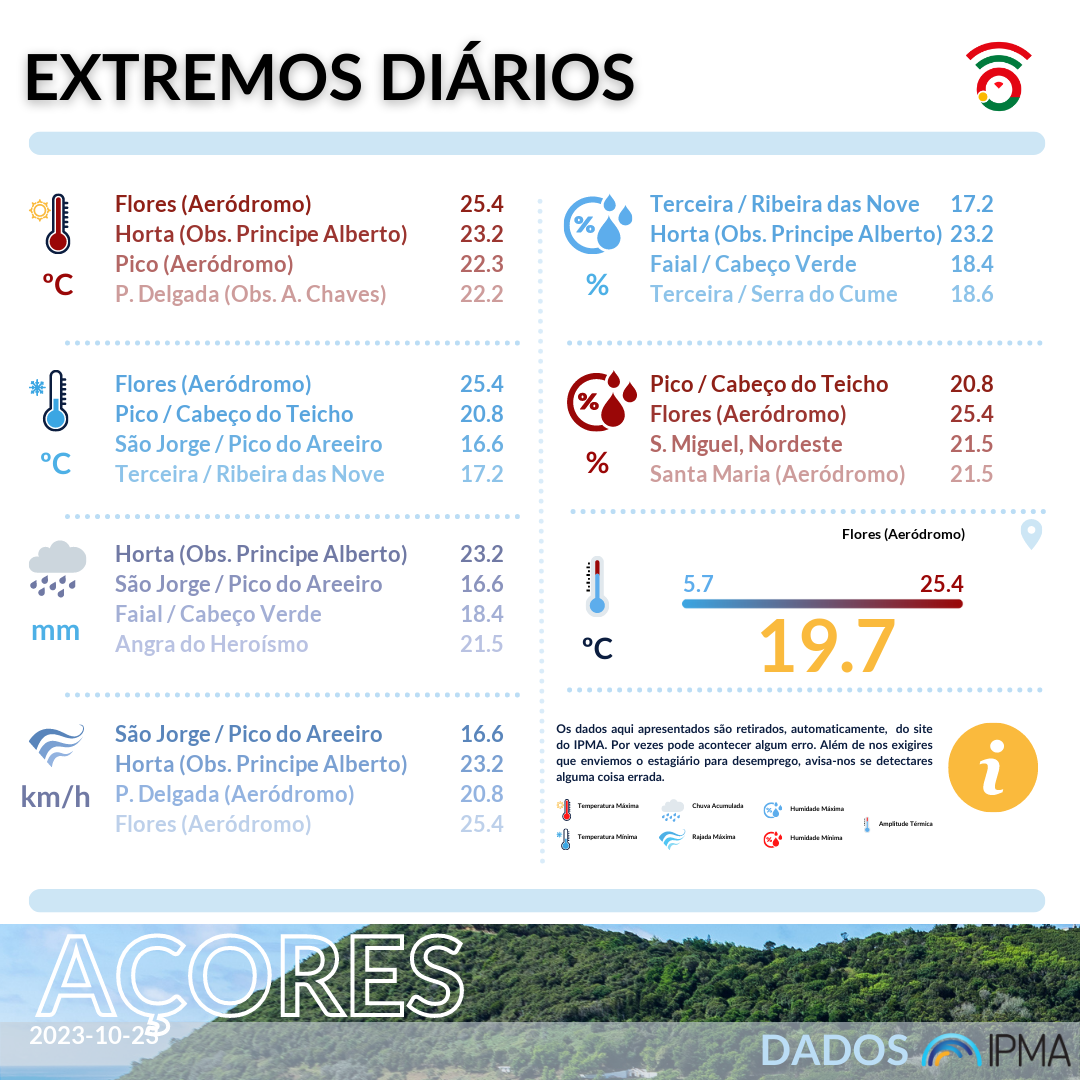 EXTREMOS DIÁRIOS
Flores (Aeródromo) 25.4
Horta (Obs. Principe Alberto) 23.2
Pico (Aeródromo) 22.3
P. Delgada (Obs. A. Chaves) 22.2
ºC
Flores (Aeródromo) 25.4
Pico / Cabeço do Teicho 20.8
São Jorge / Pico do Areeiro 16.6
Terceira / Ribeira das Nove 17.2
ºC
Horta (Obs. Principe Alberto) 23.2
São Jorge / Pico do Areeiro 16.6
Faial / Cabeço Verde 18.4
Angra do Heroísmo 21.5
mm
São Jorge / Pico do Areeiro 16.6
Horta (Obs. Principe Alberto) 23.2
P. Delgada (Aeródromo) 20.8
Flores (Aeródromo) 25.4
km/h
%
Terceira / Ribeira das Nove 17.2
Horta (Obs. Principe Alberto) 23.2
Faial / Cabeço Verde 18.4
Terceira / Serra do Cume 18.6
%
%
Pico / Cabeço do Teicho 20.8
Flores (Aeródromo) 25.4
S. Miguel, Nordeste 21.5
Santa Maria (Aeródromo) 21.5
%
Flores (Aeródromo)
5.7 25.4
19.7
ºC
Os dados aqui apresentados são retirados, automaticamente, do site
do IPMA. Por vezes pode acontecer algum erro. Além de nos exigires
que enviemos o estagiário para desemprego, avisa-nos se detectares
alguma coisa errada.
i
Temperatura Máxima Chuva Acumulada Humidade Máxima
Amplitude Térmica
Temperatura Mínima Rajada Máxima Humidade Mínima
AÇORES
2023-10-25
DADOS IPMA